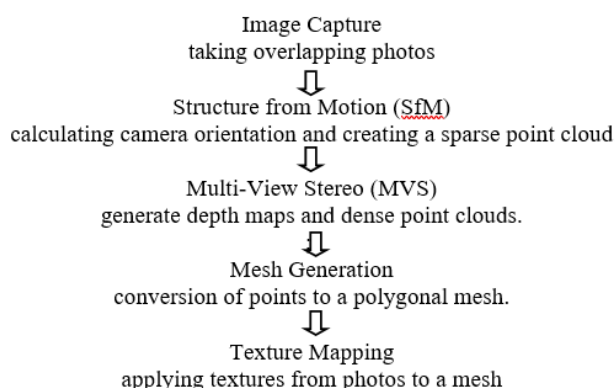 Image Capture
taking overlapping photos
Structure from Motion (SfM)
calculating camera orientation and creating a sparse point cloud
Multi-View Stereo (MVS)
generate depth maps and dense point clouds.
Mesh Generation
conversion of points to a polygonal mesh.
Texture Mapping
applying textures from photos to a mesh